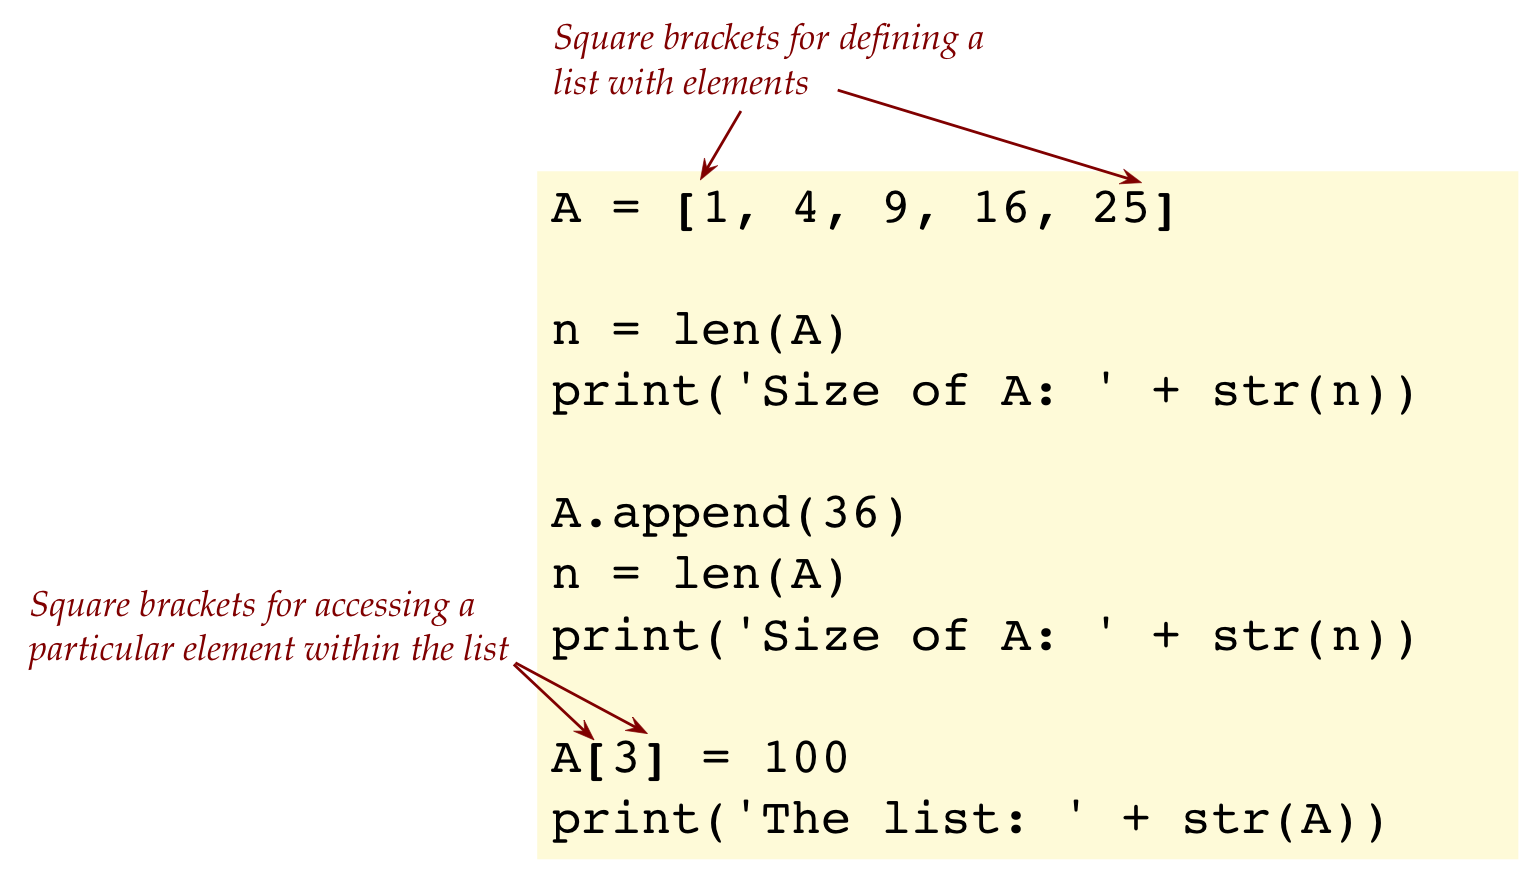 Square brackets for defining a
list with elements
A = [1, 4, 9, 16, 25]
n = len(A)
print('Size of A: ' + str(n))
A.append(36)
n = len(A)
print('Size of A: ' + str(n))
Square brackets for accessing a
particular element within the list
A[3] = 100
print('The list: ' + str(A))